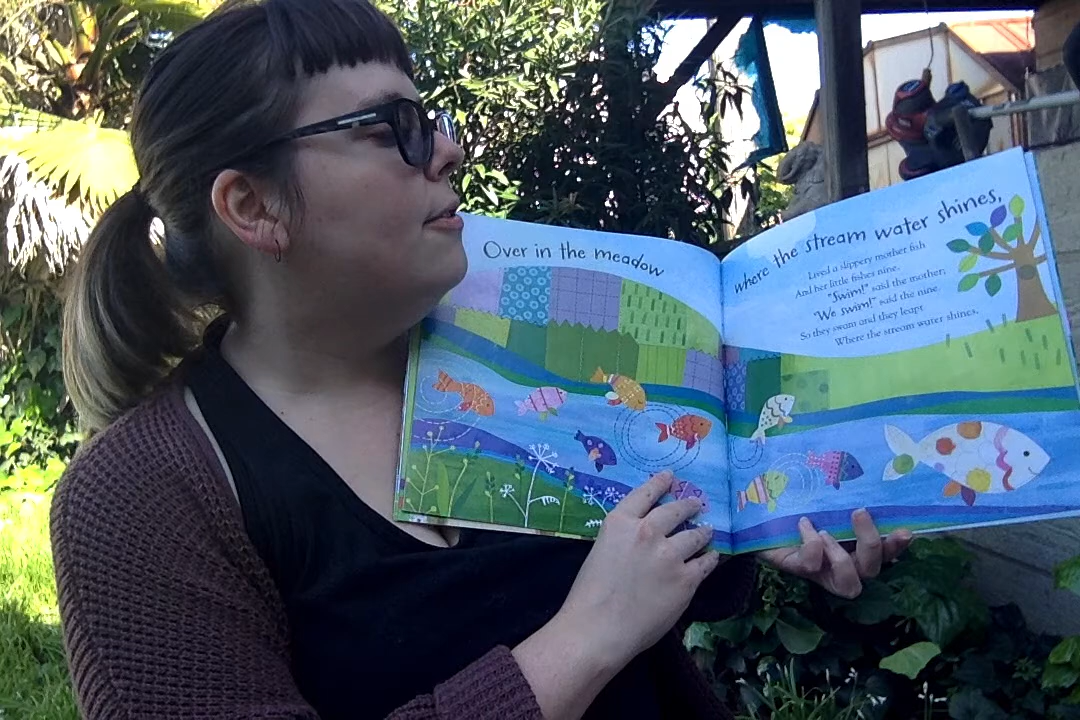 Over in the meadow
where the stream water shines,
Lived a slippery mother fish
And her little fishes nine.
"Swim!" said the mother;
"We swim!" said the nine.
So they swam and they leapt
Where the stream water shines.